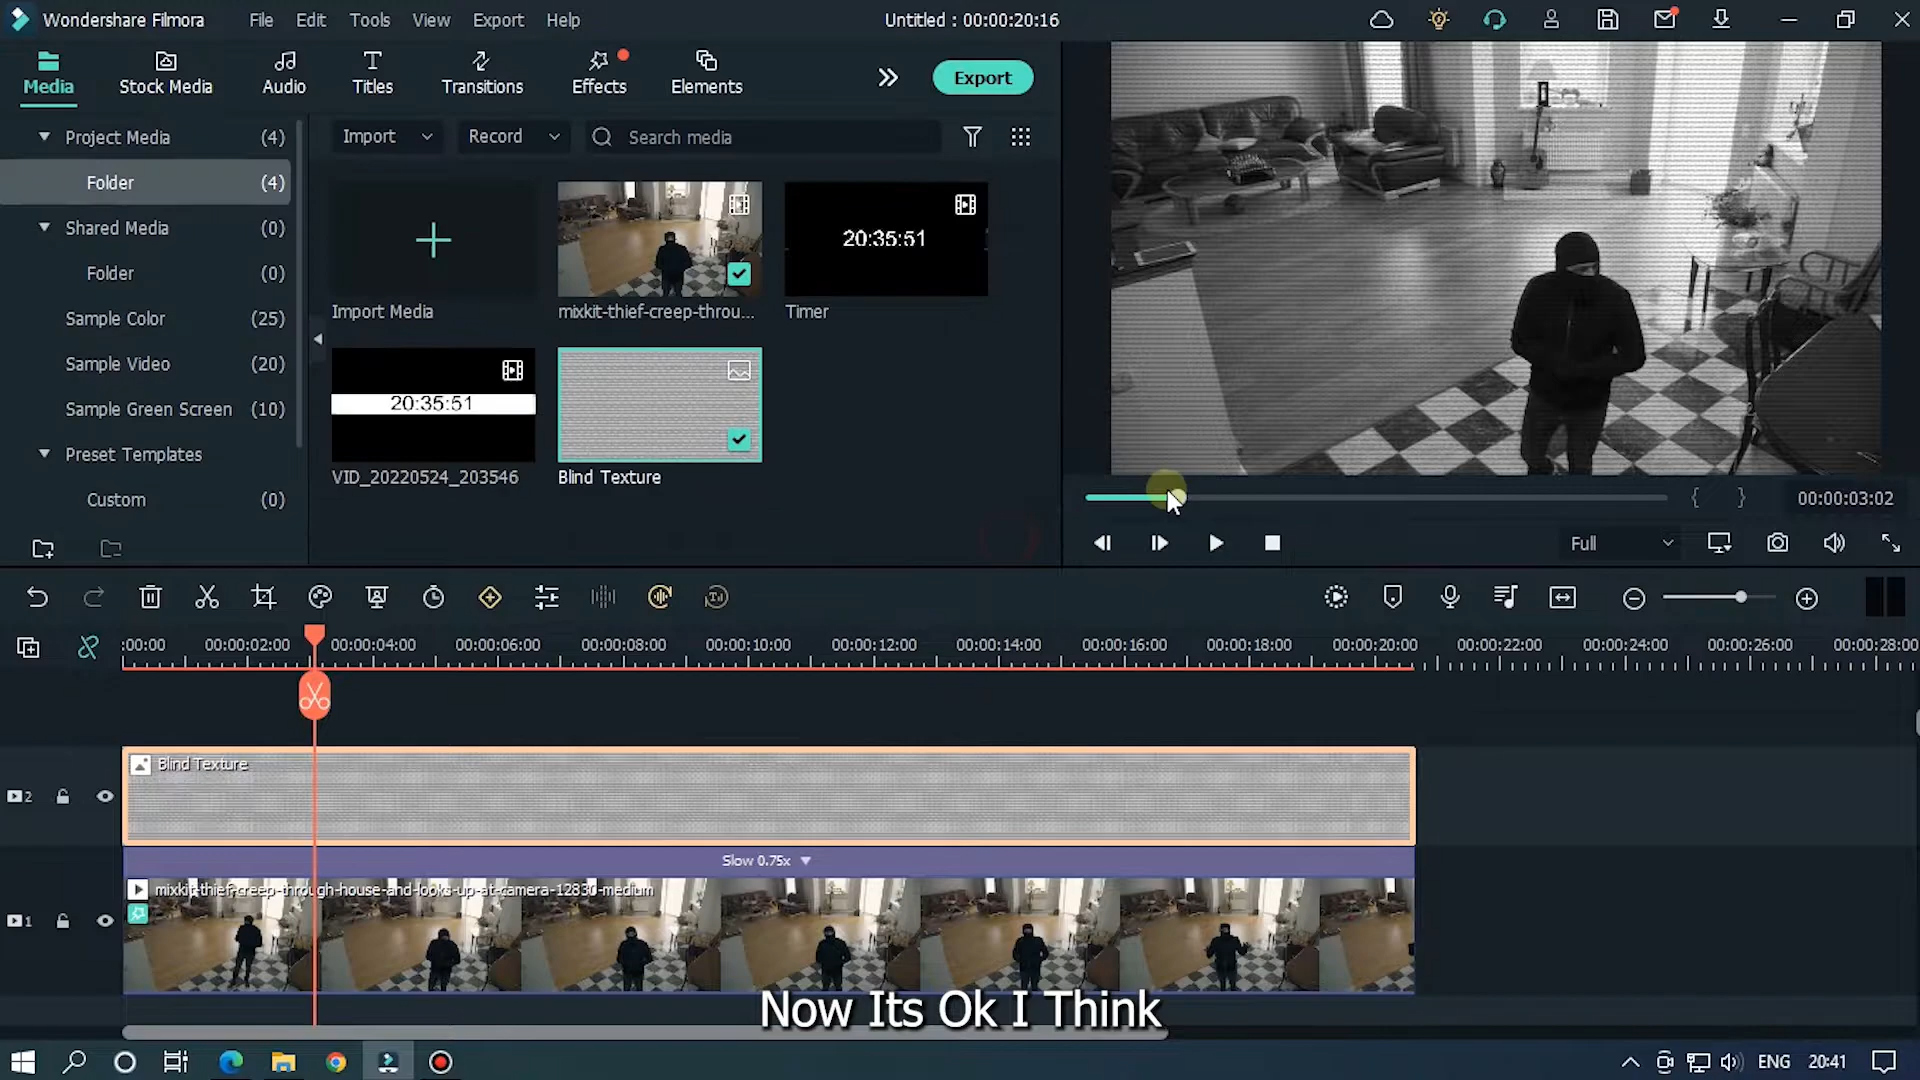 Wondershare Filmora
File Edit Tools View Export Help
Untitled : 00:00:20:16
Media
Stock Media
Audio
Titles
Transitions
Effects
Elements
Export
Project Media (4)
Folder (4)
Shared Media (0)
Folder (0)
Sample Color (25)
Sample Video (20)
Sample Green Screen (10)
Preset Templates
Custom (0)
Import
Record
Search media
Import Media
mixkit-thief-creep-throu...
20:35:51
Timer
20:35:51
VID_20220524_203546
Blind Texture
{ }
00:00:03:02
Full
:00:00 00:00:02:00 00:00:04:00 00:00:06:00 00:00:08:00 00:00:10:00 00:00:12:00 00:00:14:00 00:00:16:00 00:00:18:00 00:00:20:00 00:00:22:00 00:00:24:00 00:00:26:00 00:00:28:00
2
Blind Texture
Slow 0.75x
1
mixkit-thief-creep-through-house-and-looks-up-at-camera-12830-medium
Now Its Ok I Think
ENG 20:41